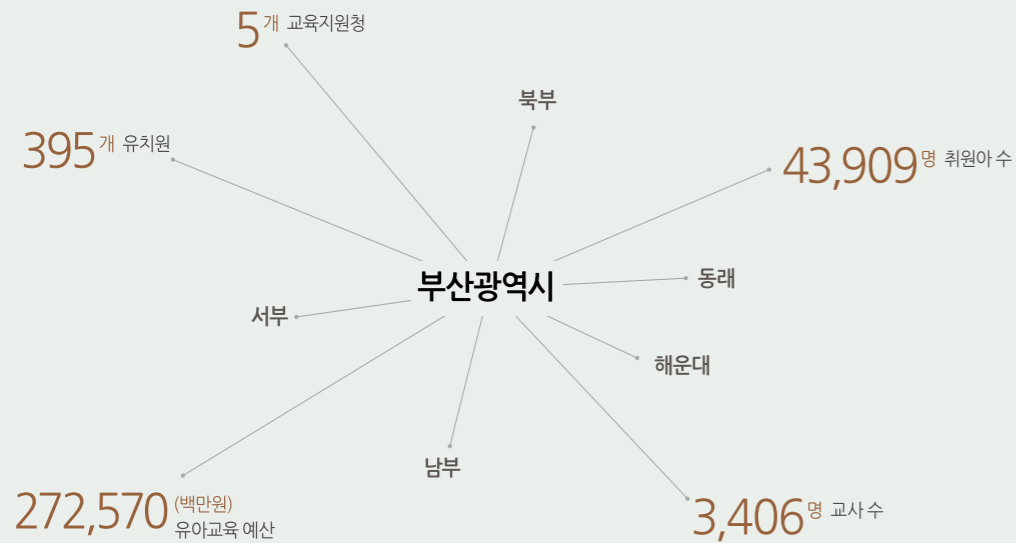 5개 교육지원청
북부
395개 유치원
43,909명 취원아 수
부산광역시
동래
서부
해운대
남부
272,570 (백만원)
유아교육 예산
3,406명 교사 수